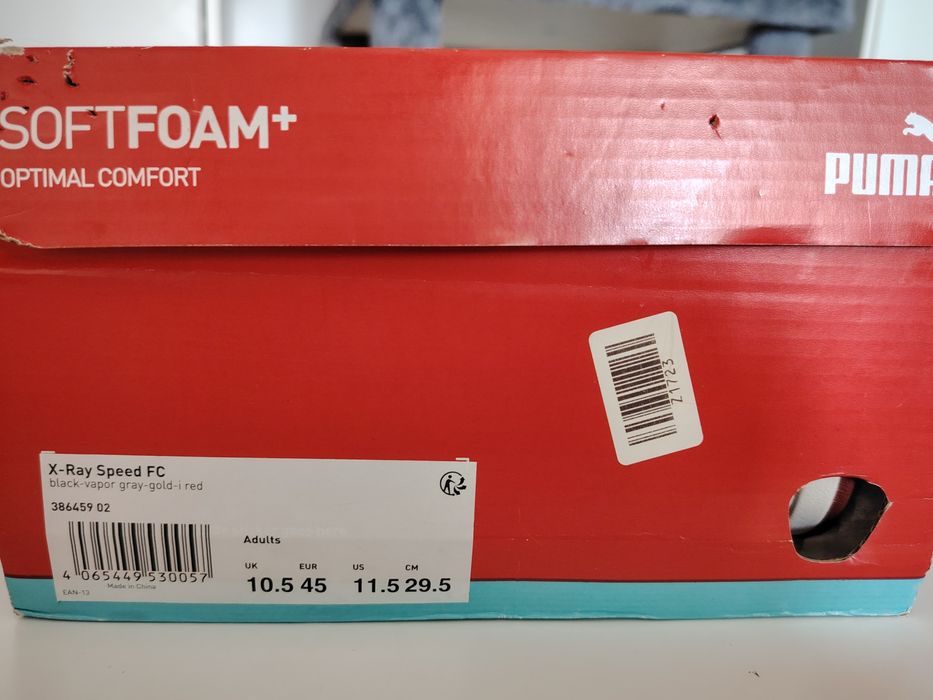 SOFTFOAM+
OPTIMAL COMFORT
PUMA
Z1723
X-Ray Speed FC
black-vapor gray-gold-i red
386459 02
4 065449 530057
EAN-13
Made in China
Adults
UK EUR US CM
10.5 45 11.5 29.5